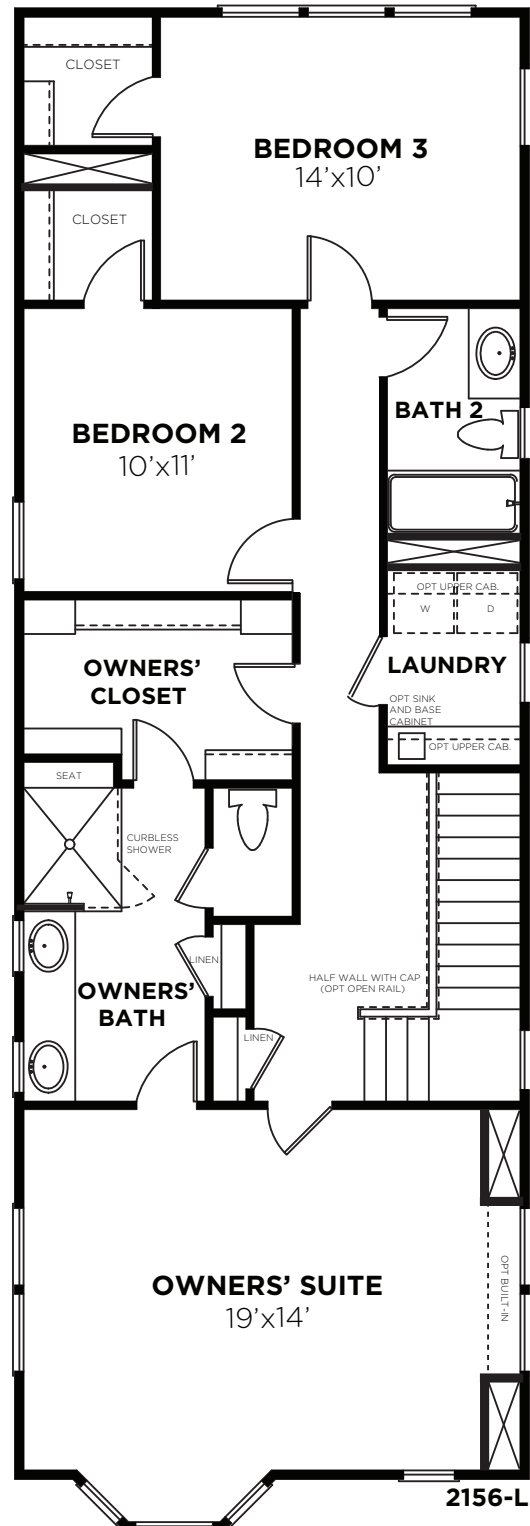 CLOSET
BEDROOM 3
14’x10’
CLOSET
BEDROOM 2
10’x11’
BATH 2
OPT UPPER CAB.
W
D
LAUNDRY
OPT SINK
AND BASE
CABINET
OPT UPPER CAB.
OWNERS’
CLOSET
SEAT
CURBLESS
SHOWER
LINEN
OWNERS’
BATH
HALF WALL WITH CAP
(OPT OPEN RAIL)
LINEN
OWNERS’ SUITE
19’x14’
OPT BUILT-IN
2156-L